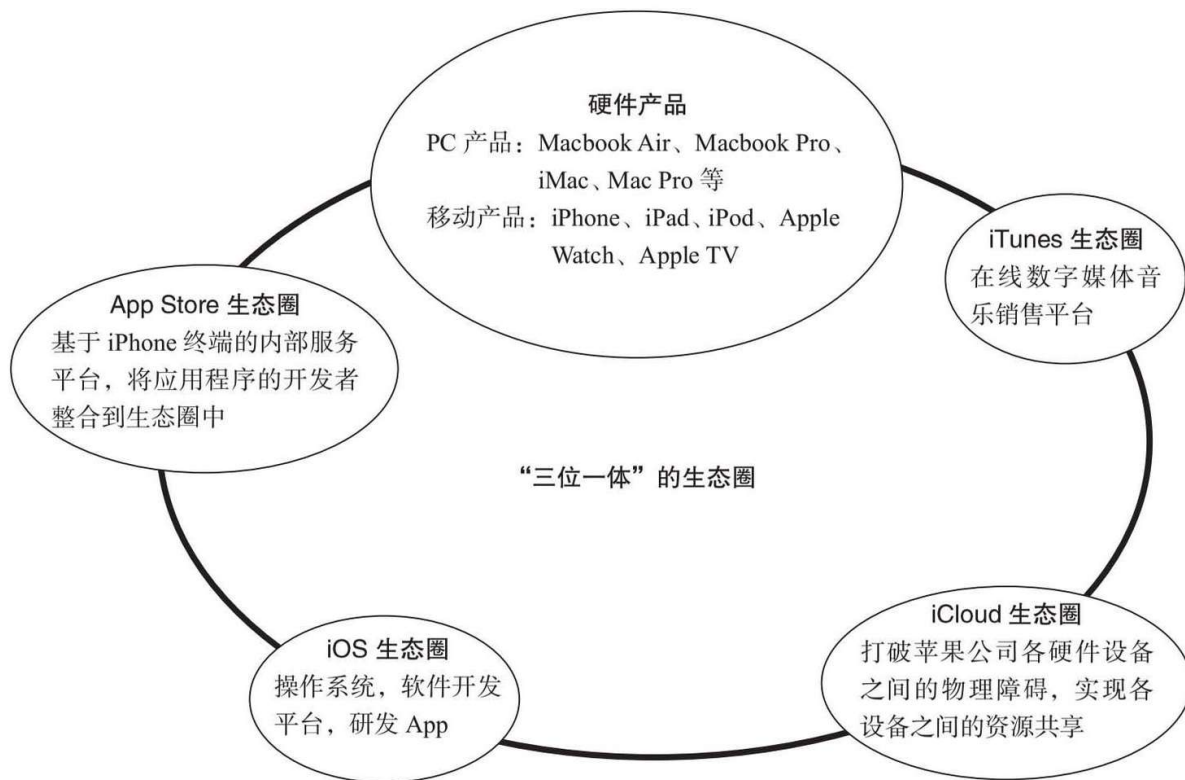 硬件产品
PC 产品：Macbook Air、Macbook Pro、
iMac、Mac Pro 等
移动产品：iPhone、iPad、iPod、Apple
Watch、Apple TV
iTunes 生态圈
在线数字媒体音
乐销售平台
App Store 生态圈
基于 iPhone 终端的内部服务
平台，将应用程序的开发者
整合到生态圈中
“三位一体”的生态圈
iCloud 生态圈
打破苹果公司各硬件设备
之间的物理障碍，实现各
设备之间的资源共享
iOS 生态圈
操作系统，软件开发
平台，研发 App